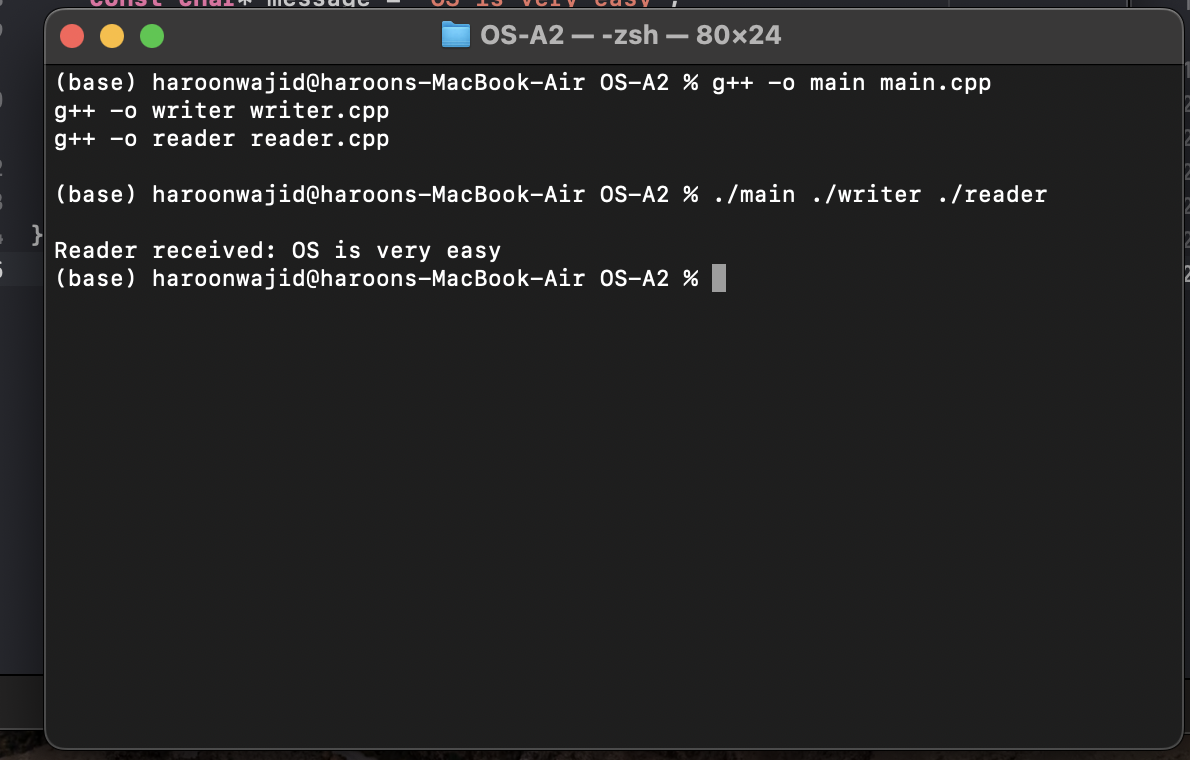 const char* message = "OS is very easy";
OS-A2 — -zsh — 80×24
(base) haroonwajid@haroons-MacBook-Air OS-A2 % g++ -o main main.cpp
g++ -o writer writer.cpp
g++ -o reader reader.cpp
(base) haroonwajid@haroons-MacBook-Air OS-A2 % ./main ./writer ./reader
}
Reader received: OS is very easy
(base) haroonwajid@haroons-MacBook-Air OS-A2 %